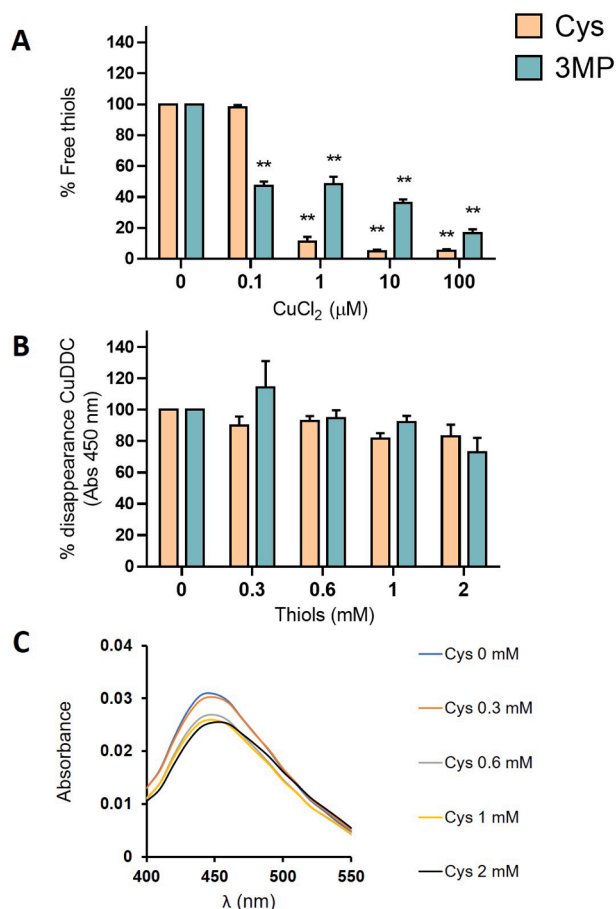 A
Cys
3MP
% Free thiols
140
120
100
80
60
40
20
0
** ** ** ** ** ** **
0 0.1 1 10 100
CuCl₂ (μM)
B
% disappearance CuDDC
(Abs 450 nm)
140
120
100
80
60
40
20
0
0 0.3 0.6 1 2
Thiols (mM)
C
Absorbance
0.04
0.03
0.02
0.01
0
400 450 500 550
λ (nm)
Cys 0 mM
Cys 0.3 mM
Cys 0.6 mM
Cys 1 mM
Cys 2 mM